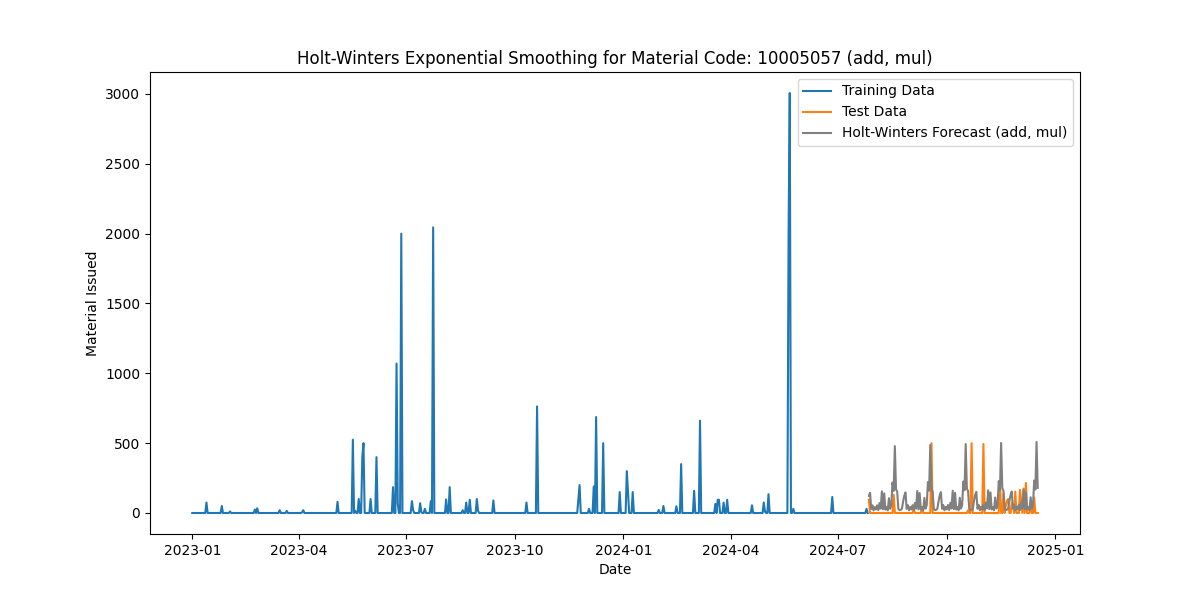 Holt-Winters Exponential Smoothing for Material Code: 10005057 (add, mul)
Training Data
Test Data
Holt-Winters Forecast (add, mul)
Material Issued
3000
2500
2000
1500
1000
500
0
2023-01 2023-04 2023-07 2023-10 2024-01 2024-04 2024-07 2024-10 2025-01
Date